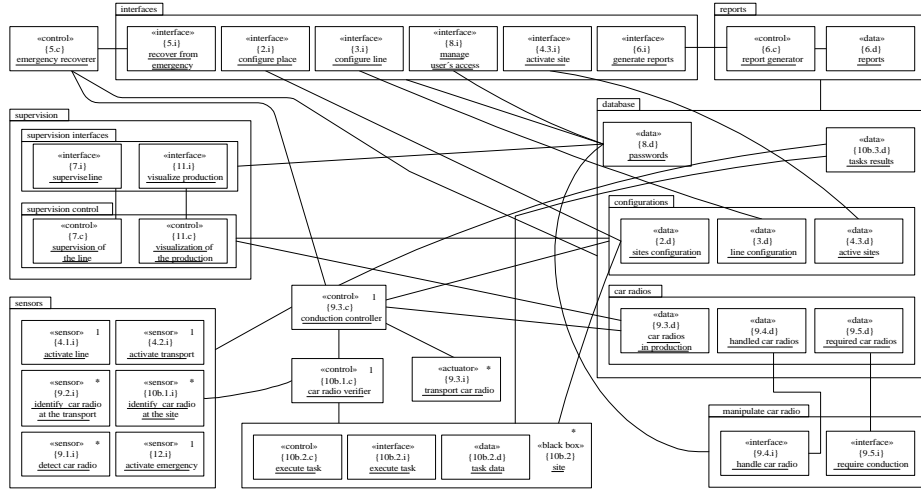 interfaces
reports
«control»
{5.c}
emergency recoverer
«interface»
{5.i}
recover from
emergency
«interface»
{2.i}
configure place
«interface»
{3.i}
configure line
«interface»
{8.i}
manage
user´s access
«interface»
{4.3.i}
activate site
«interface»
{6.i}
generate reports
«control»
{6.c}
report generator
«data»
{6.d}
reports
supervision
supervision interfaces
«interface»
{7.i}
supervise line
«interface»
{11.i}
visualize production
supervision control
«control»
{7.c}
supervision of
the line
«control»
{11.c}
visualization of
the production
database
«data»
{8.d}
passwords
«data»
{10b.3.d}
tasks results
configurations
«data»
{2.d}
sites configuration
«data»
{3.d}
line configuration
«data»
{4.3.d}
active sites
car radios
«data»
{9.3.d}
car radios
in production
«data»
{9.4.d}
handled car radios
«data»
{9.5.d}
required car radios
sensors
«sensor» 1
{4.1.i}
activate line
«sensor» 1
{4.2.i}
activate transport
«sensor» *
{9.2.i}
identify car radio
at the transport
«sensor» *
{10b.1.i}
identify car radio
at the site
«sensor» *
{9.1.i}
detect car radio
«sensor» 1
{12.i}
activate emergency
«control» 1
{9.3.c}
conduction controller
«control» 1
{10b.1.c}
car radio verifier
«actuator» *
{9.3.i}
transport car radio
«control»
{10b.2.c}
execute task
«interface»
{10b.2.i}
execute task
«data»
{10b.2.d}
task data
*
«black box»
{10b.2}
site
manipulate car radio
«interface»
{9.4.i}
handle car radio
«interface»
{9.5.i}
require conduction